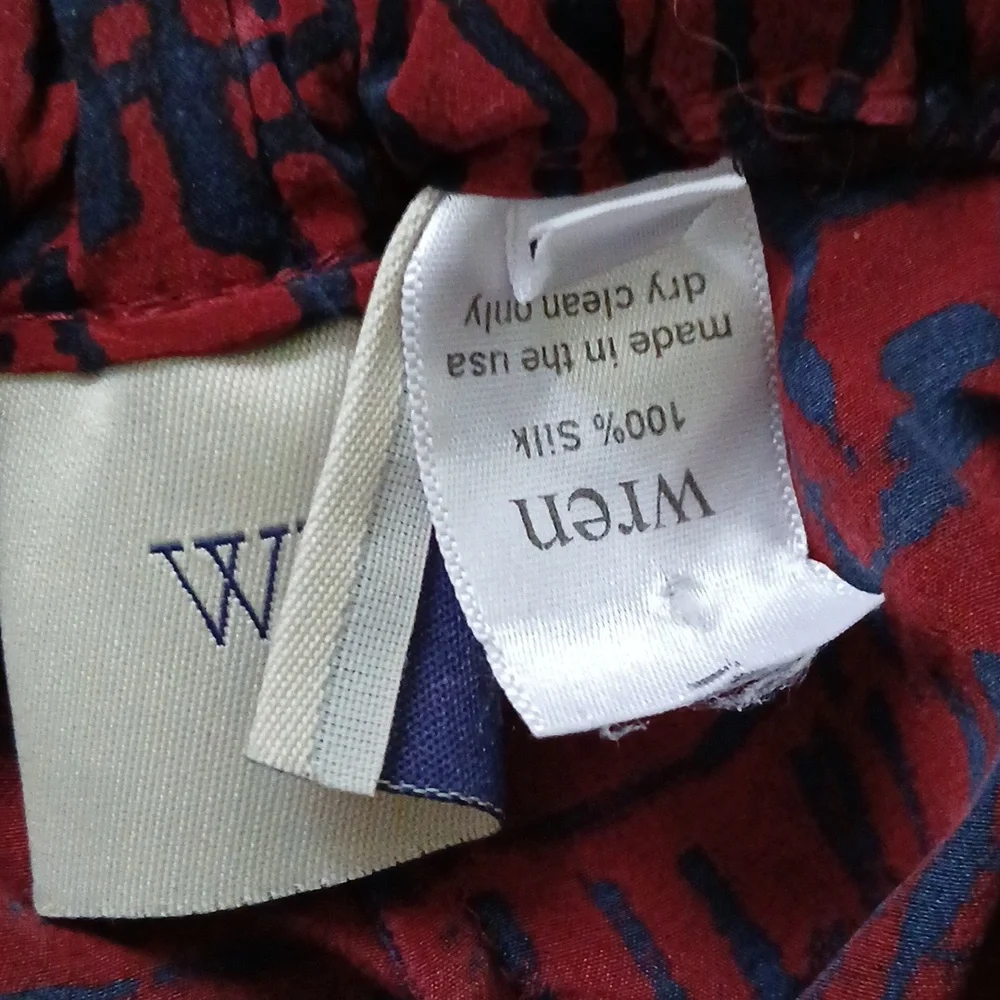 wren
100% Silk
made in the usa
dry clean only
W